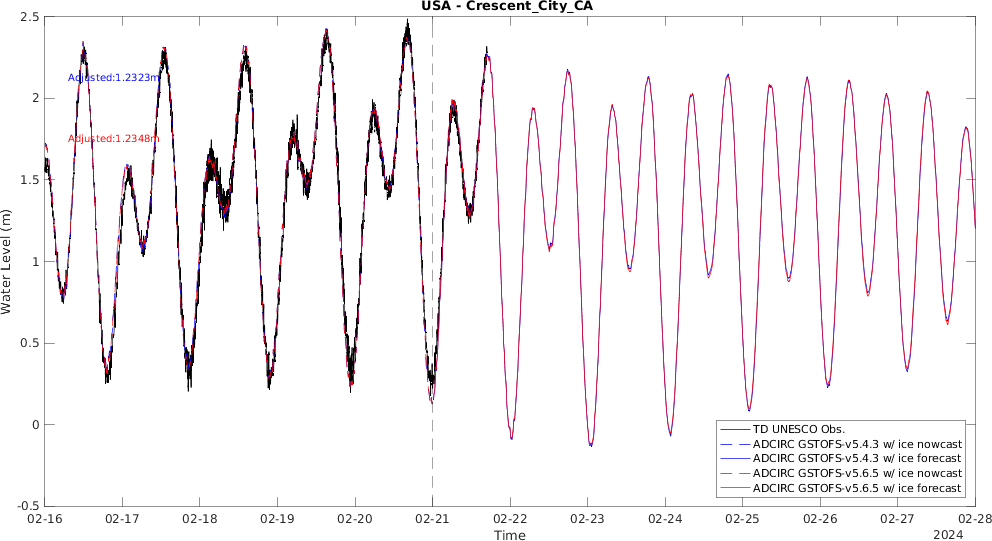 USA - Crescent_City_CA
2.5
2
1.5
1
0.5
0
-0.5
Water Level (m)
Adjusted:1.2323m
Adjusted:1.2348m
TD UNESCO Obs.
ADCIRC GSTOFS-v5.4.3 w/ ice nowcast
ADCIRC GSTOFS-v5.4.3 w/ ice forecast
ADCIRC GSTOFS-v5.6.5 w/ ice nowcast
ADCIRC GSTOFS-v5.6.5 w/ ice forecast
02-16 02-17 02-18 02-19 02-20 02-21 02-22 02-23 02-24 02-25 02-26 02-27 02-28
Time
2024